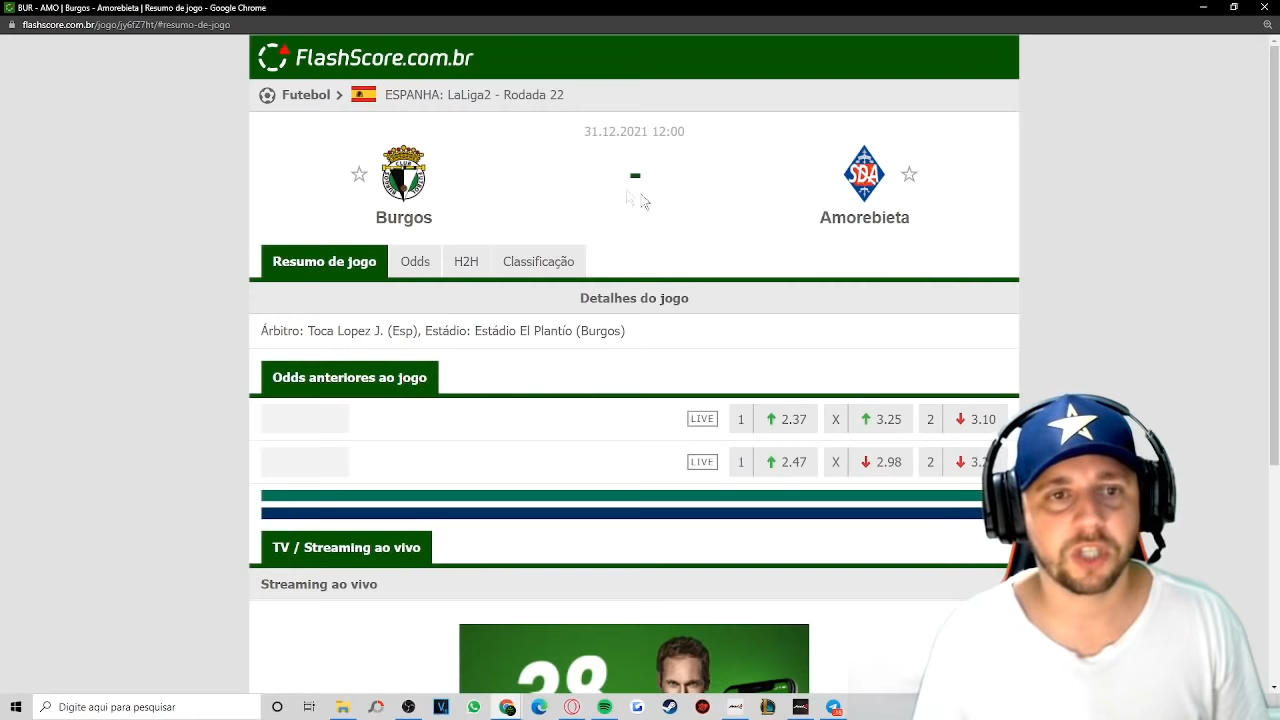 BUR - AMO | Burgos - Amorebieta | Resumo de jogo - Google Chrome
flashscore.com.br/jogo/jy6fZ7ht/#resumo-de-jogo
FlashScore.com.br
Futebol > ESPANHA: LaLiga2 - Rodada 22
31.12.2021 12:00
-
SDA
Burgos
Amorebieta
Resumo de jogo Odds H2H Classificação
Detalhes do jogo
Árbitro: Toca Lopez J. (Esp), Estádio: Estádio El Plantío (Burgos)
Odds anteriores ao jogo
LIVE 1 2.37 X 3.25 2 3.10
LIVE 1 2.47 X 2.98 2
TV / Streaming ao vivo
Streaming ao vivo
28
Digite aqui para pesquisar